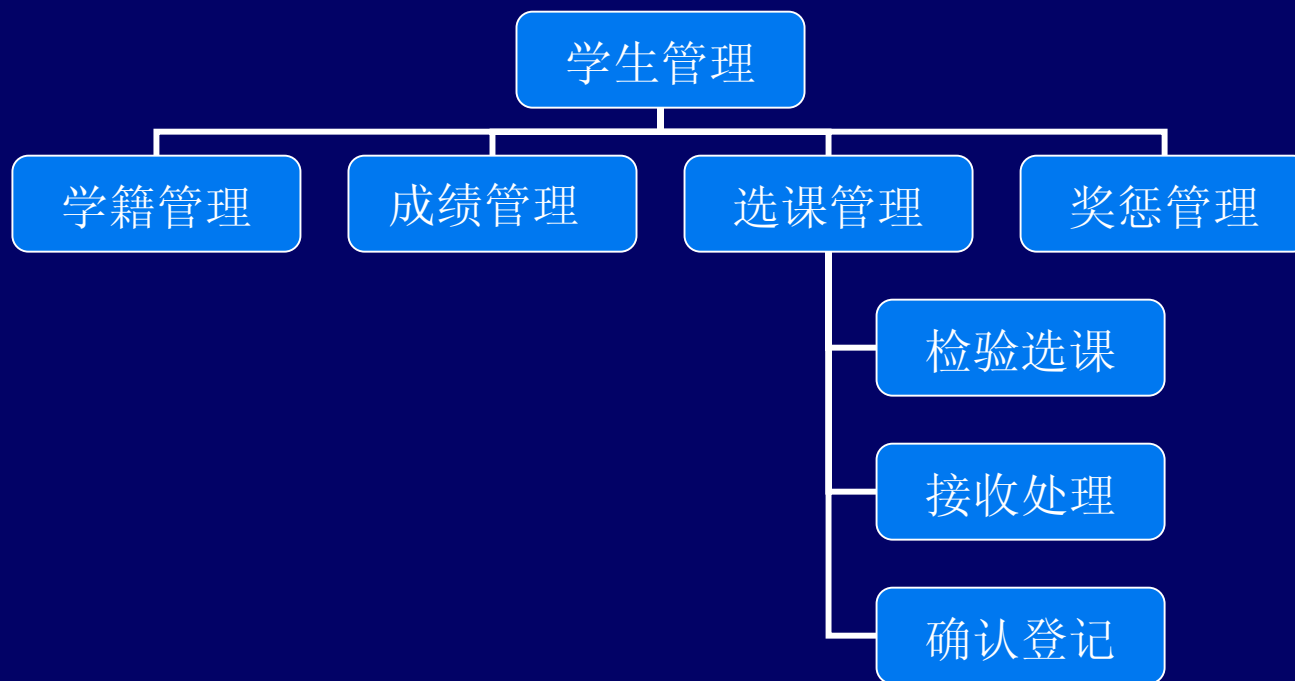 学生管理
学籍管理
成绩管理
选课管理
奖惩管理
检验选课
接收处理
确认登记